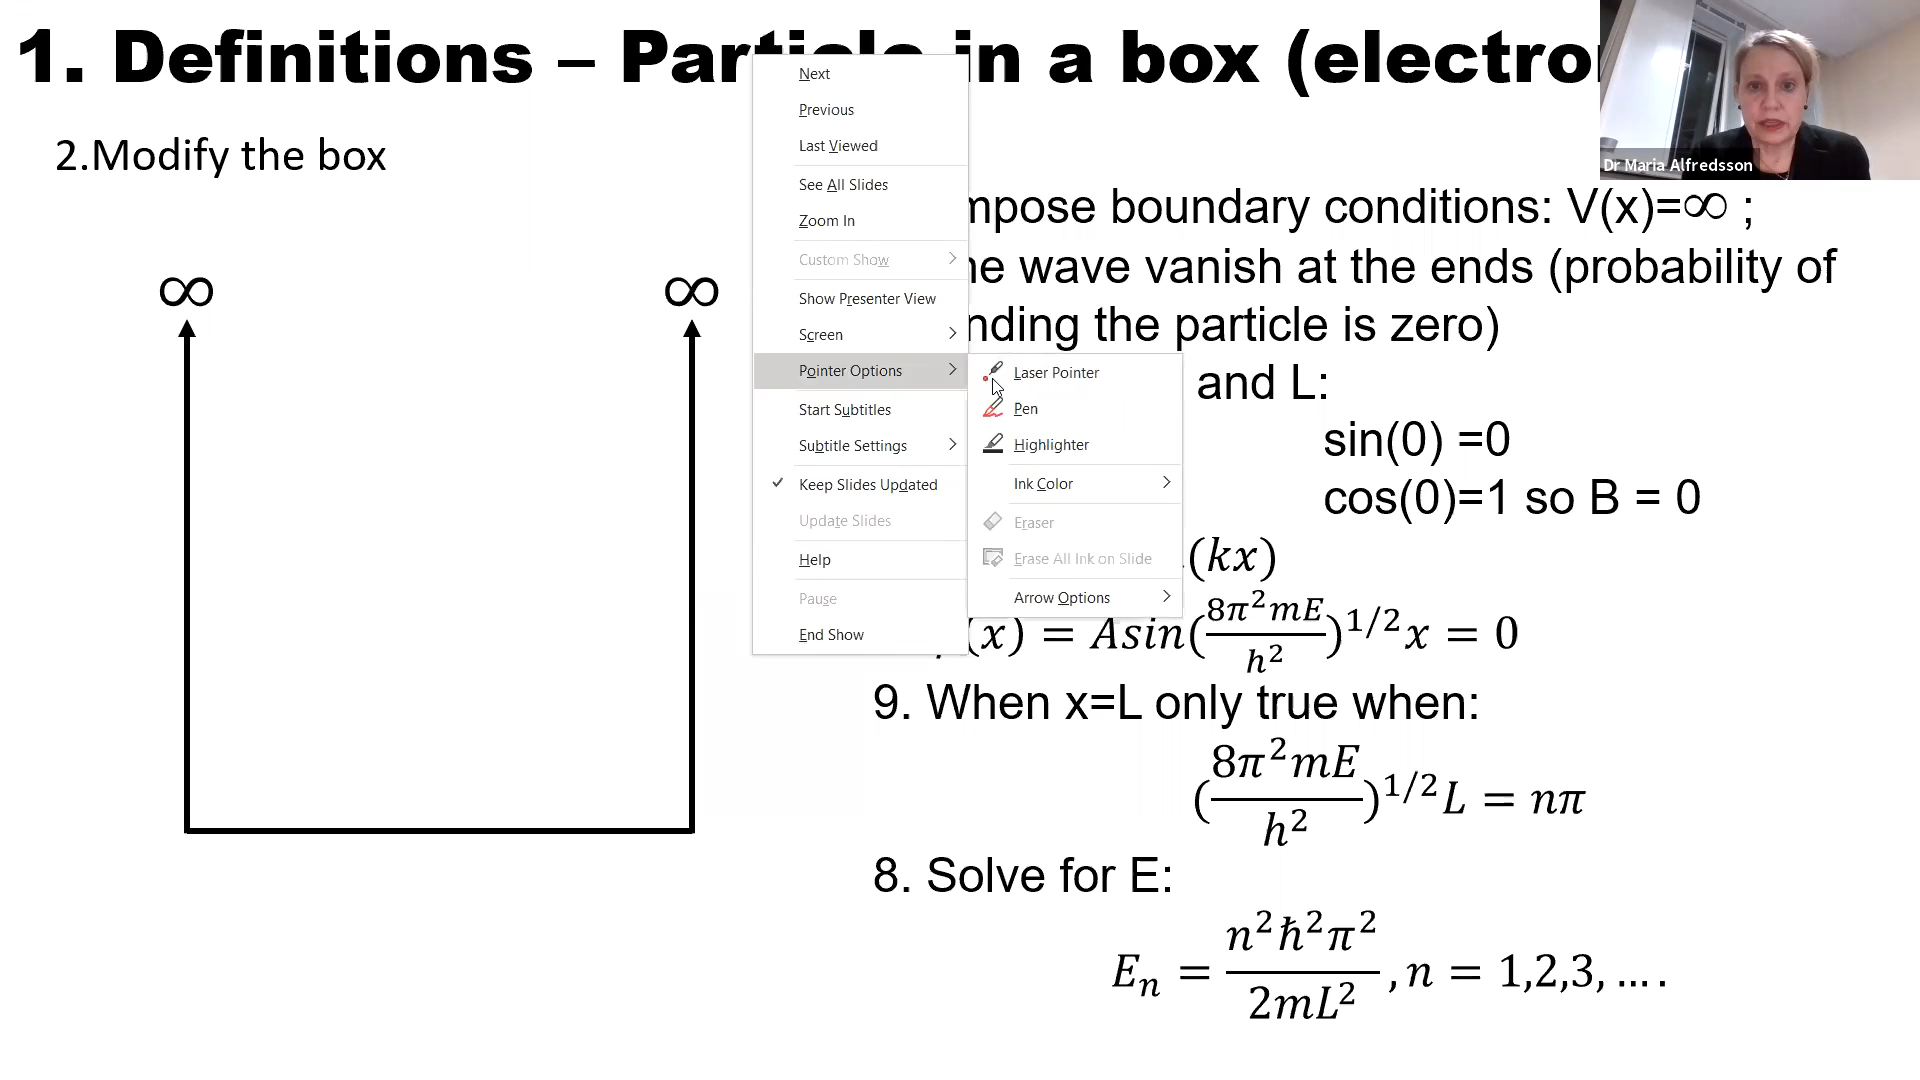 1. Definitions – Particle in a box (electro
Dr Maria Alfredsson
2.Modify the box
∞ ∞
mpose boundary conditions: V(x)=∞ ;
he wave vanish at the ends (probability of
nding the particle is zero)
and L:
sin(0) =0
cos(0)=1 so B = 0
(kx)
(x) = Asin(8π²mE/h²)^1/2 x = 0
9. When x=L only true when:
(8π²mE/h²)^1/2 L = nπ
8. Solve for E:
Eₙ = n²ħ²π²/2mL² , n = 1,2,3, ... .
Next
Previous
Last Viewed
See All Slides
Zoom In
Custom Show
Show Presenter View
Screen
Pointer Options
Start Subtitles
Subtitle Settings
Keep Slides Updated
Update Slides
Help
Pause
End Show
Laser Pointer
Pen
Highlighter
Ink Color
Eraser
Erase All Ink on Slide
Arrow Options